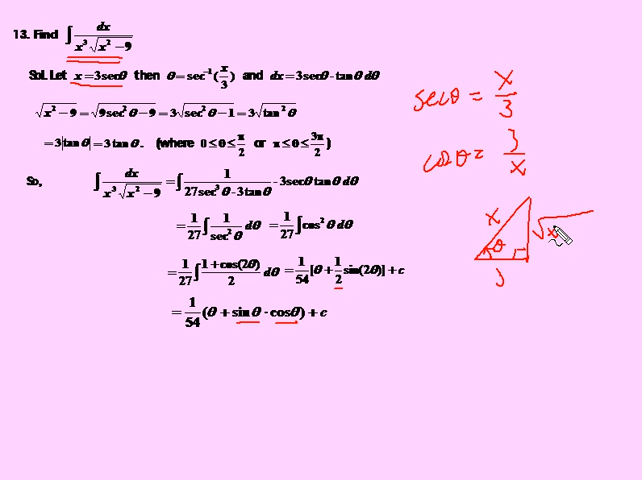 13. Find ∫ dx / (x³ √(x² − 9))
Sol. Let x = 3secθ then θ = sec⁻¹(x/3) and dx = 3secθ · tanθ dθ
√(x² − 9) = √(9sec²θ − 9) = 3√(sec²θ − 1) = 3√(tan²θ)
= 3|tanθ| = 3tanθ. (where 0 ≤ θ ≤ π/2 or π ≤ θ ≤ 3π/2)
So, ∫ dx / (x³ √(x² − 9)) = ∫ 1 / (27sec³θ · 3tanθ) · 3secθ tanθ dθ
= 1/27 ∫ 1/sec²θ dθ = 1/27 ∫ cos²θ dθ
= 1/27 ∫ (1 + cos(2θ))/2 dθ = 1/54 [θ + 1/2 sin(2θ)] + c
= 1/54 (θ + sinθ · cosθ) + c
secθ = x/3
cosθ = 3/x
x
θ
3